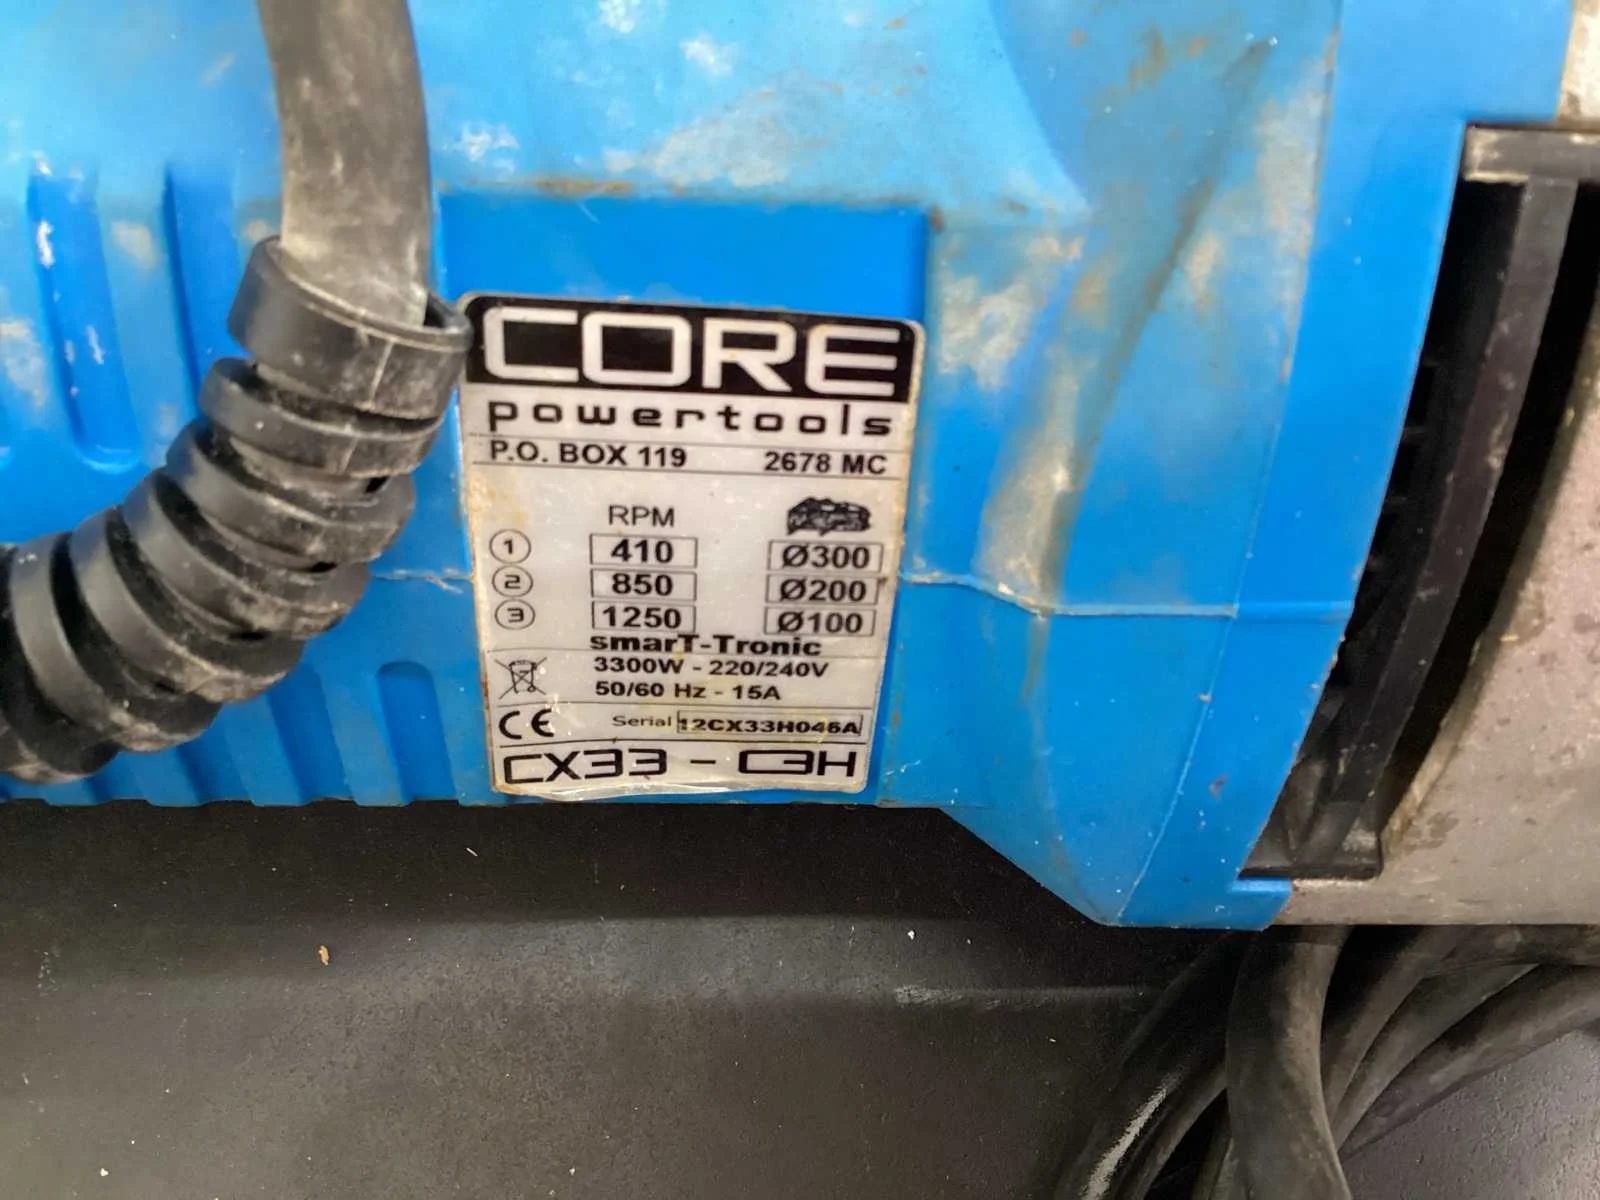 CORE
powertools
P.O. BOX 119 2678 MC
RPM
1 410 Ø300
2 850 Ø200
3 1250 Ø100
smarT-Tronic
3300W - 220/240V
50/60 Hz - 15A
CE Serial 12CX33H046A
CX33 - C3H